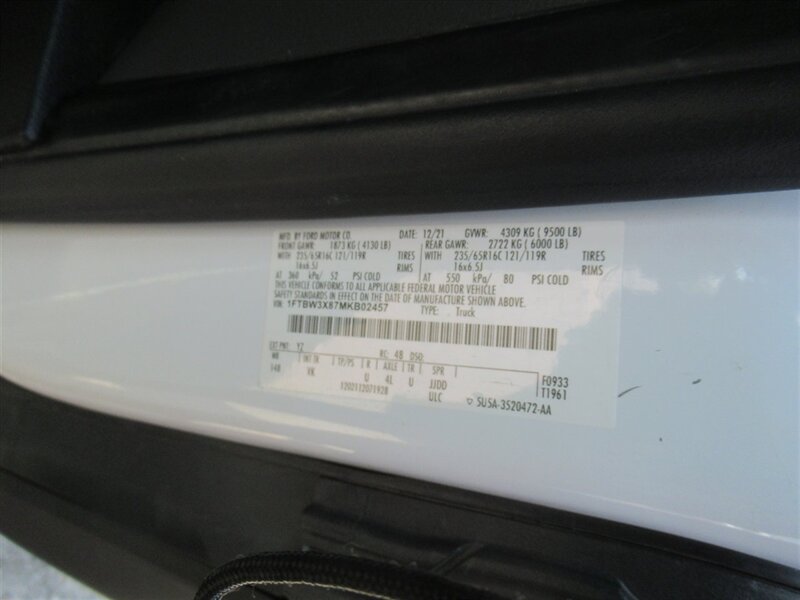 MFD. BY FORD MOTOR CO. DATE: 12/21 GVWR: 4309 KG ( 9500 LB)
FRONT GAWR: 1873 KG ( 4130 LB) REAR GAWR: 2722 KG ( 6000 LB)
WITH 235/65R16C 121/119R TIRES WITH 235/65R16C 121/119R TIRES
16x6.5J RIMS 16x6.5J RIMS
AT 360 kPa/ 52 PSI COLD AT 550 kPa/ 80 PSI COLD
THIS VEHICLE CONFORMS TO ALL APPLICABLE FEDERAL MOTOR VEHICLE
SAFETY STANDARDS IN EFFECT ON THE DATE OF MANUFACTURE SHOWN ABOVE.
VIN: 1FTBW3X87MKB02457 TYPE: Truck
EXT PNT: YZ RC: 48 DSO:
WB INT TR TP/PS R AXLE TR SPR F0933
148 VK U 4L U JJDD T1961
1202112071928 ULC SUSA-3520472-AA